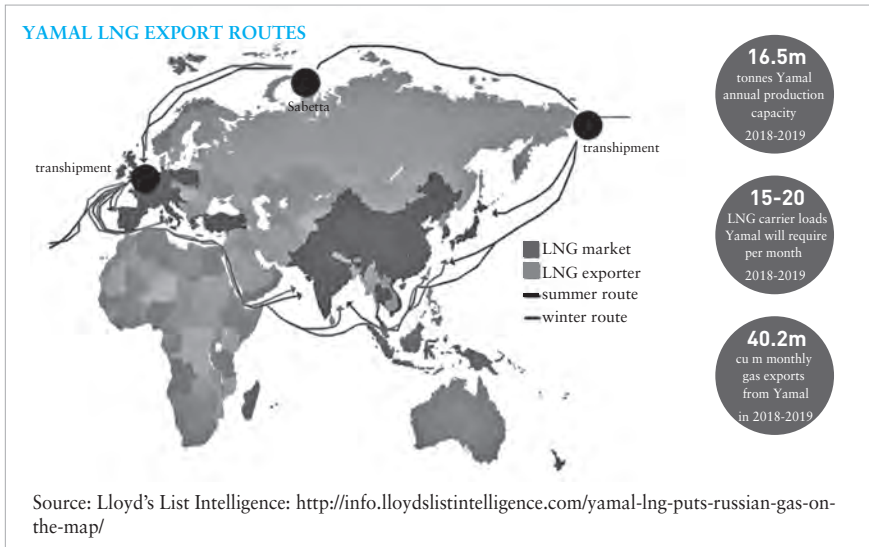 YAMAL LNG EXPORT ROUTES
Sabetta
transhipment
transhipment
LNG market
LNG exporter
summer route
winter route
16.5m
tonnes Yamal
annual production
capacity
2018-2019
15-20
LNG carrier loads
Yamal will require
per month
2018-2019
40.2m
cu m monthly
gas exports
from Yamal
in 2018-2019
Source: Lloyd’s List Intelligence: http://info.lloydslistintelligence.com/yamal-lng-puts-russian-gas-on-
the-map/